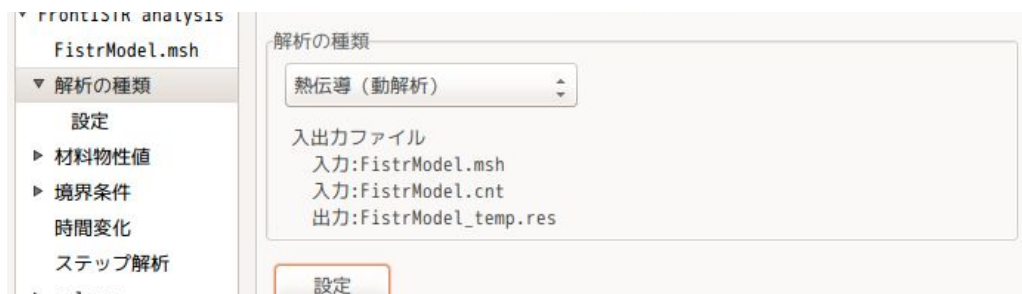 FrontISTR analysis
FistrModel.msh
解析の種類
設定
材料物性値
境界条件
時間変化
ステップ解析
解析の種類
熱伝導（動解析）
入出力ファイル
入力:FistrModel.msh
入力:FistrModel.cnt
出力:FistrModel_temp.res
設定